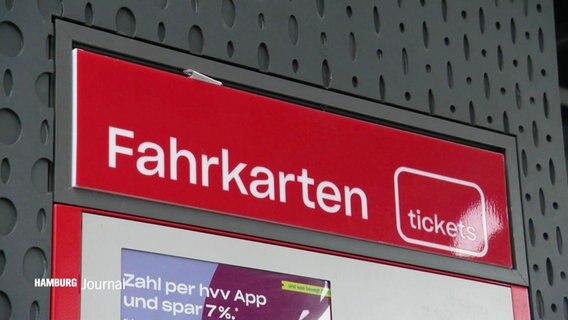 Fahrkarten
tickets
Zahl per hvv App
und spar 7%.*
HAMBURG Journal